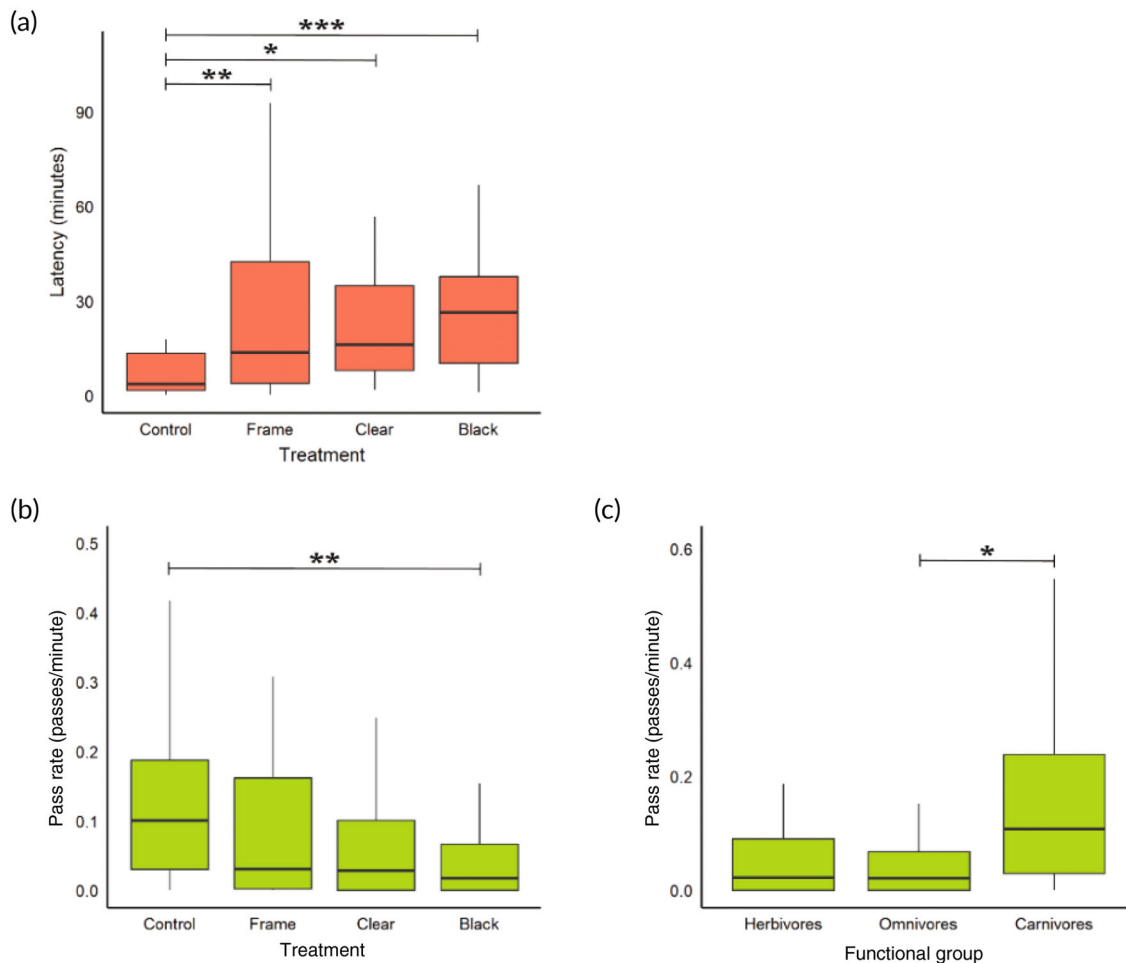 (a)
***
*
**
90
60
30
0
Latency (minutes)
Control Frame Clear Black
Treatment
(b)
**
0.5
0.4
0.3
0.2
0.1
0.0
Pass rate (passes/minute)
Control Frame Clear Black
Treatment
(c)
*
0.6
0.4
0.2
0.0
Pass rate (passes/minute)
Herbivores Omnivores Carnivores
Functional group